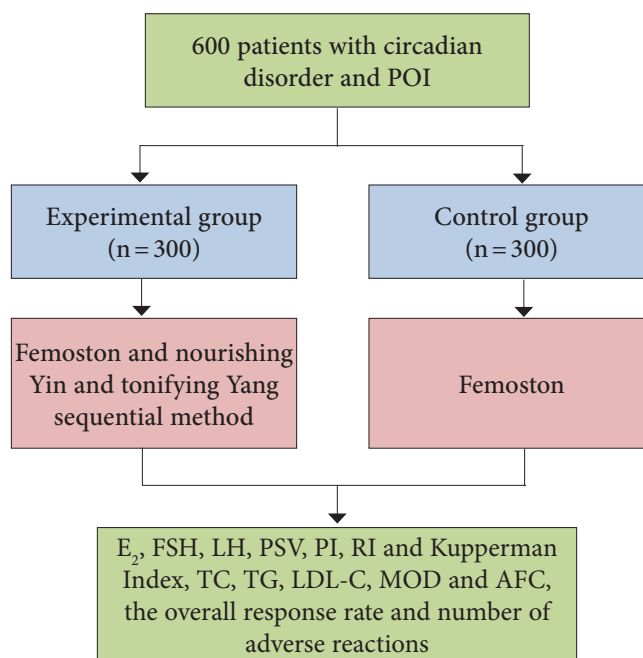 600 patients with circadian
disorder and POI
Experimental group
(n = 300)
Control group
(n = 300)
Femoston and nourishing
Yin and tonifying Yang
sequential method
Femoston
E₂, FSH, LH, PSV, PI, RI and Kupperman
Index, TC, TG, LDL-C, MOD and AFC,
the overall response rate and number of
adverse reactions